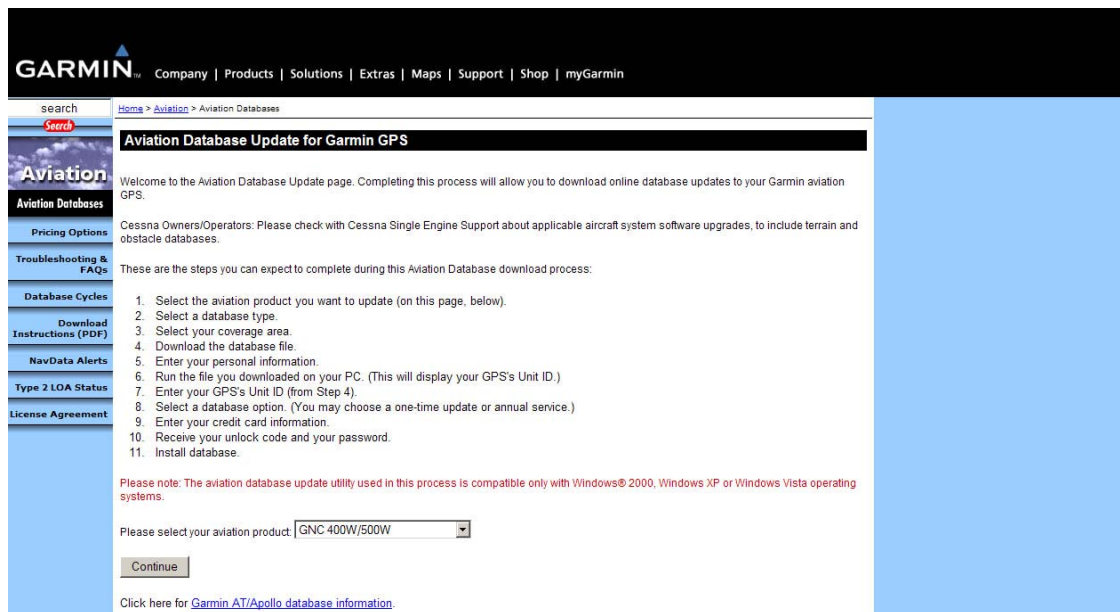 GARMIN™ Company | Products | Solutions | Extras | Maps | Support | Shop | myGarmin
search
Search
Aviation
Aviation Databases
Pricing Options
Troubleshooting &
FAQs
Database Cycles
Download
Instructions (PDF)
NavData Alerts
Type 2 LOA Status
License Agreement
Home > Aviation > Aviation Databases
Aviation Database Update for Garmin GPS
Welcome to the Aviation Database Update page. Completing this process will allow you to download online database updates to your Garmin aviation
GPS.
Cessna Owners/Operators: Please check with Cessna Single Engine Support about applicable aircraft system software upgrades, to include terrain and
obstacle databases.
These are the steps you can expect to complete during this Aviation Database download process:
1. Select the aviation product you want to update (on this page, below).
2. Select a database type.
3. Select your coverage area.
4. Download the database file.
5. Enter your personal information.
6. Run the file you downloaded on your PC. (This will display your GPS's Unit ID.)
7. Enter your GPS's Unit ID (from Step 4).
8. Select a database option. (You may choose a one-time update or annual service.)
9. Enter your credit card information.
10. Receive your unlock code and your password.
11. Install database.
Please note: The aviation database update utility used in this process is compatible only with Windows® 2000, Windows XP or Windows Vista operating
systems.
Please select your aviation product: GNC 400W/500W
Continue
Click here for Garmin AT/Apollo database information.